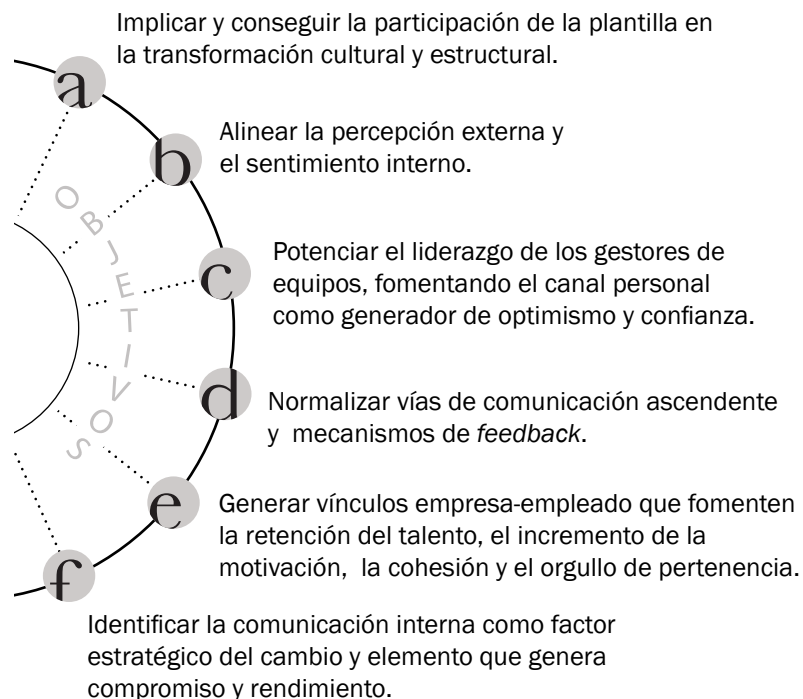 Implicar y conseguir la participación de la plantilla en
la transformación cultural y estructural.
a
Alinear la percepción externa y
el sentimiento interno.
b
Potenciar el liderazgo de los gestores de
equipos, fomentando el canal personal
como generador de optimismo y confianza.
c
OBJETIVOS
Normalizar vías de comunicación ascendente
y  mecanismos de feedback.
d
Generar vínculos empresa-empleado que fomenten
la retención del talento, el incremento de la
motivación,  la cohesión y el orgullo de pertenencia.
e
f
Identificar la comunicación interna como factor
estratégico del cambio y elemento que genera
compromiso y rendimiento.